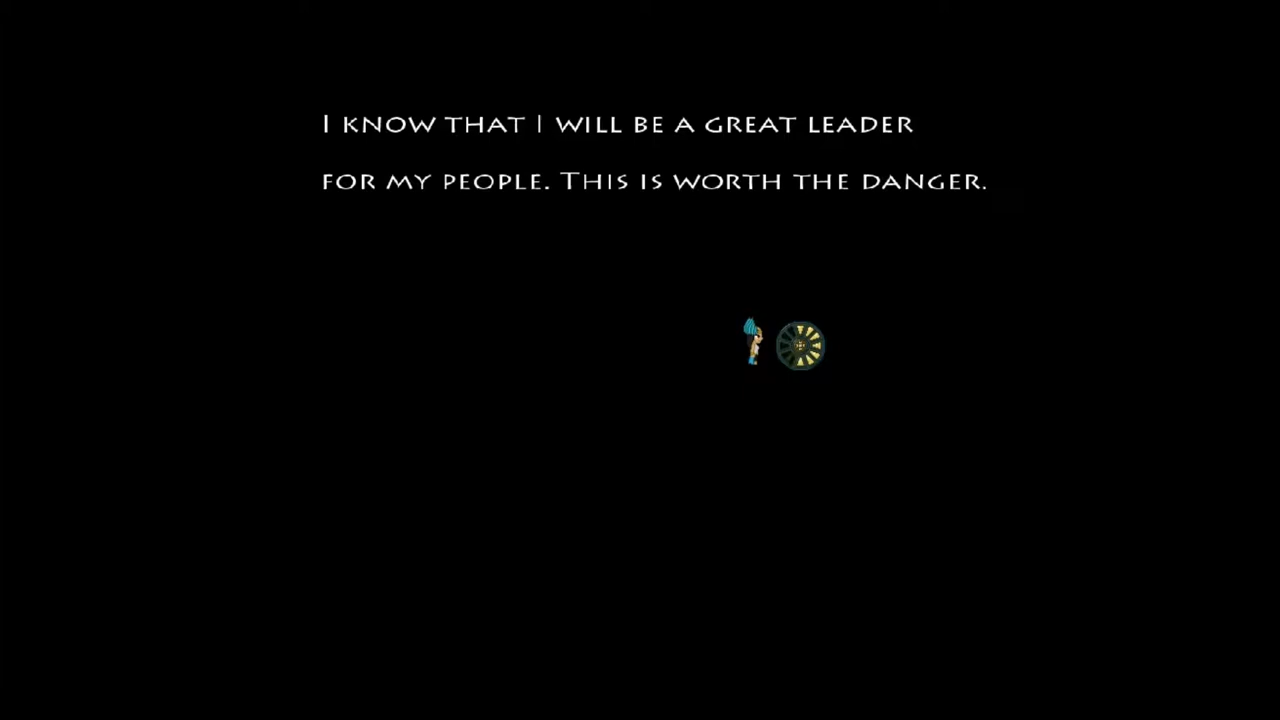 I KNOW THAT I WILL BE A GREAT LEADER
FOR MY PEOPLE. THIS IS WORTH THE DANGER.